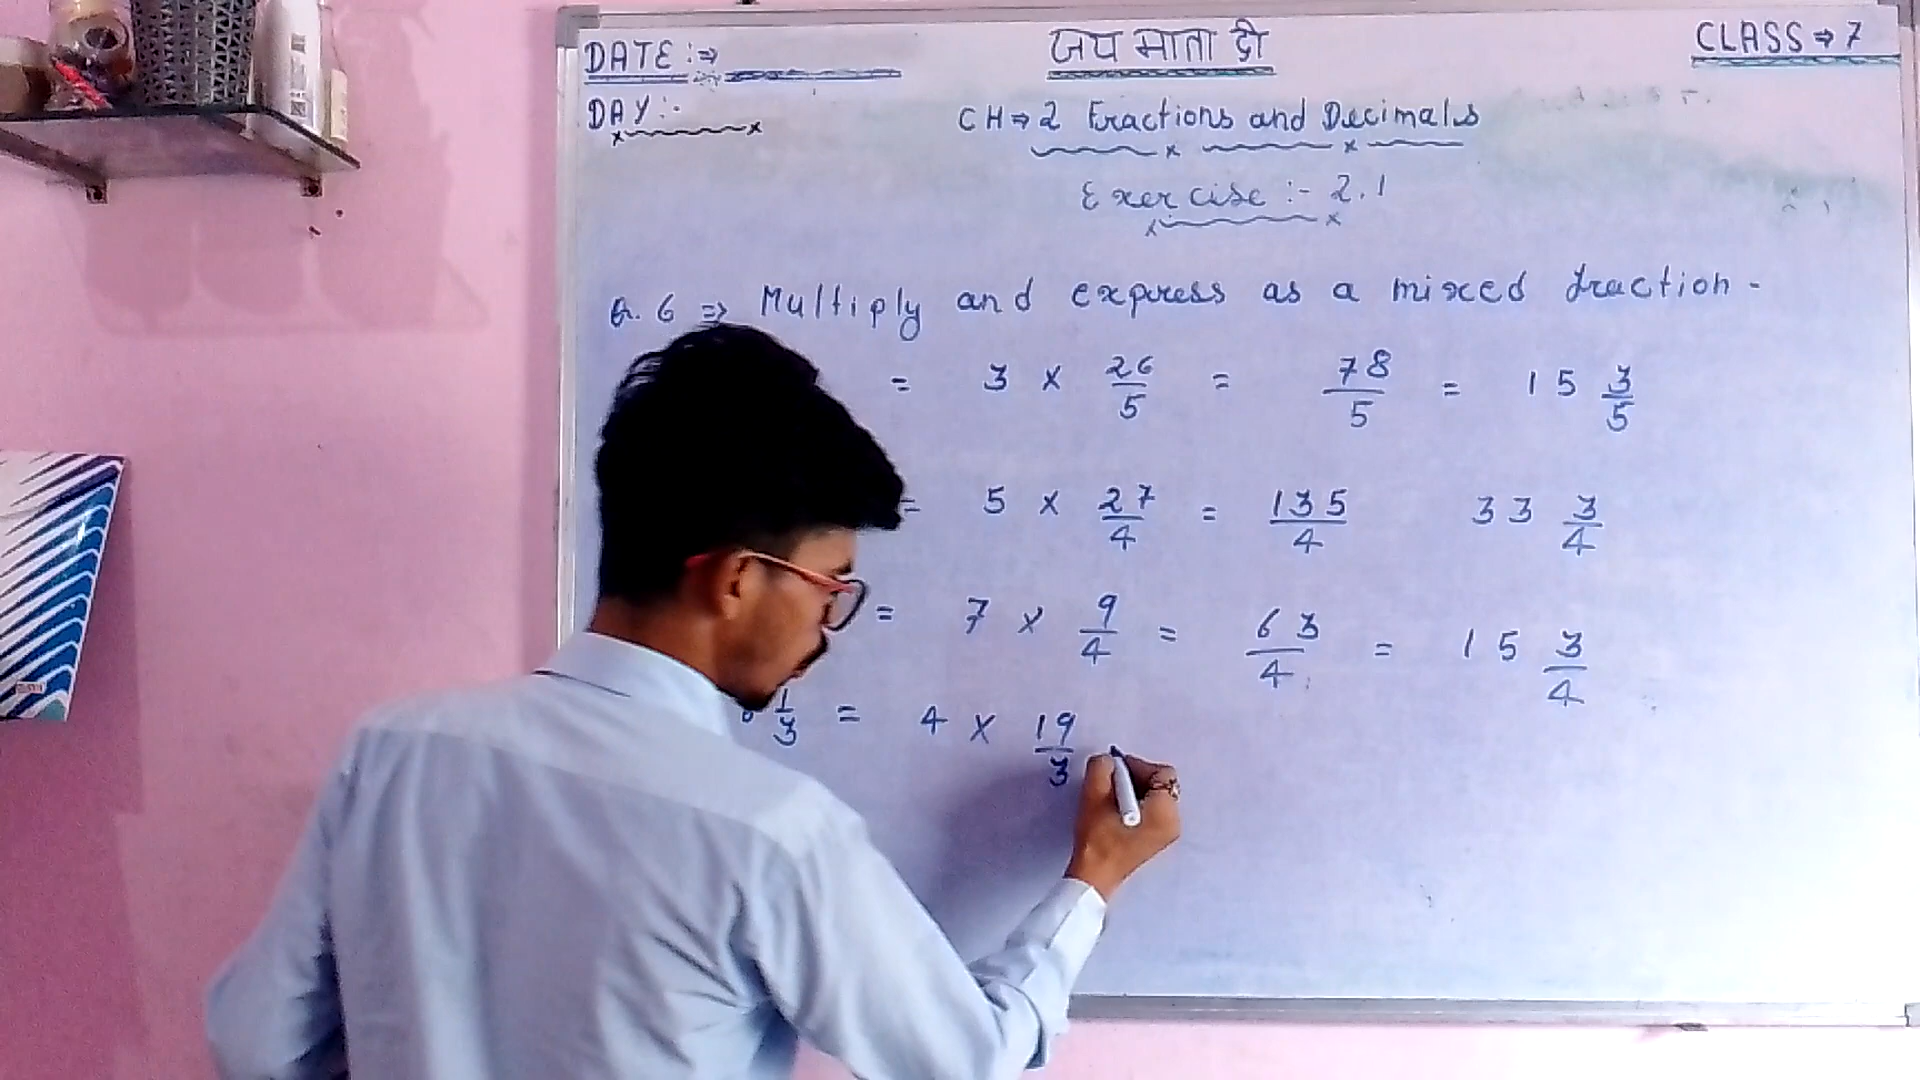 DATE :⇒
जय माता दी
CLASS ⇒ 7
DAY :-
CH ⇒ 2 Fractions and Decimals
Exercise :- 2.1
Q. 6 ⇒ Multiply and express as a mixed fraction -
= 3 × 26/5 = 78/5 = 15 3/5
= 5 × 27/4 = 135/4 33 3/4
= 7 × 9/4 = 63/4 = 15 3/4
6 1/3 = 4 × 19/3